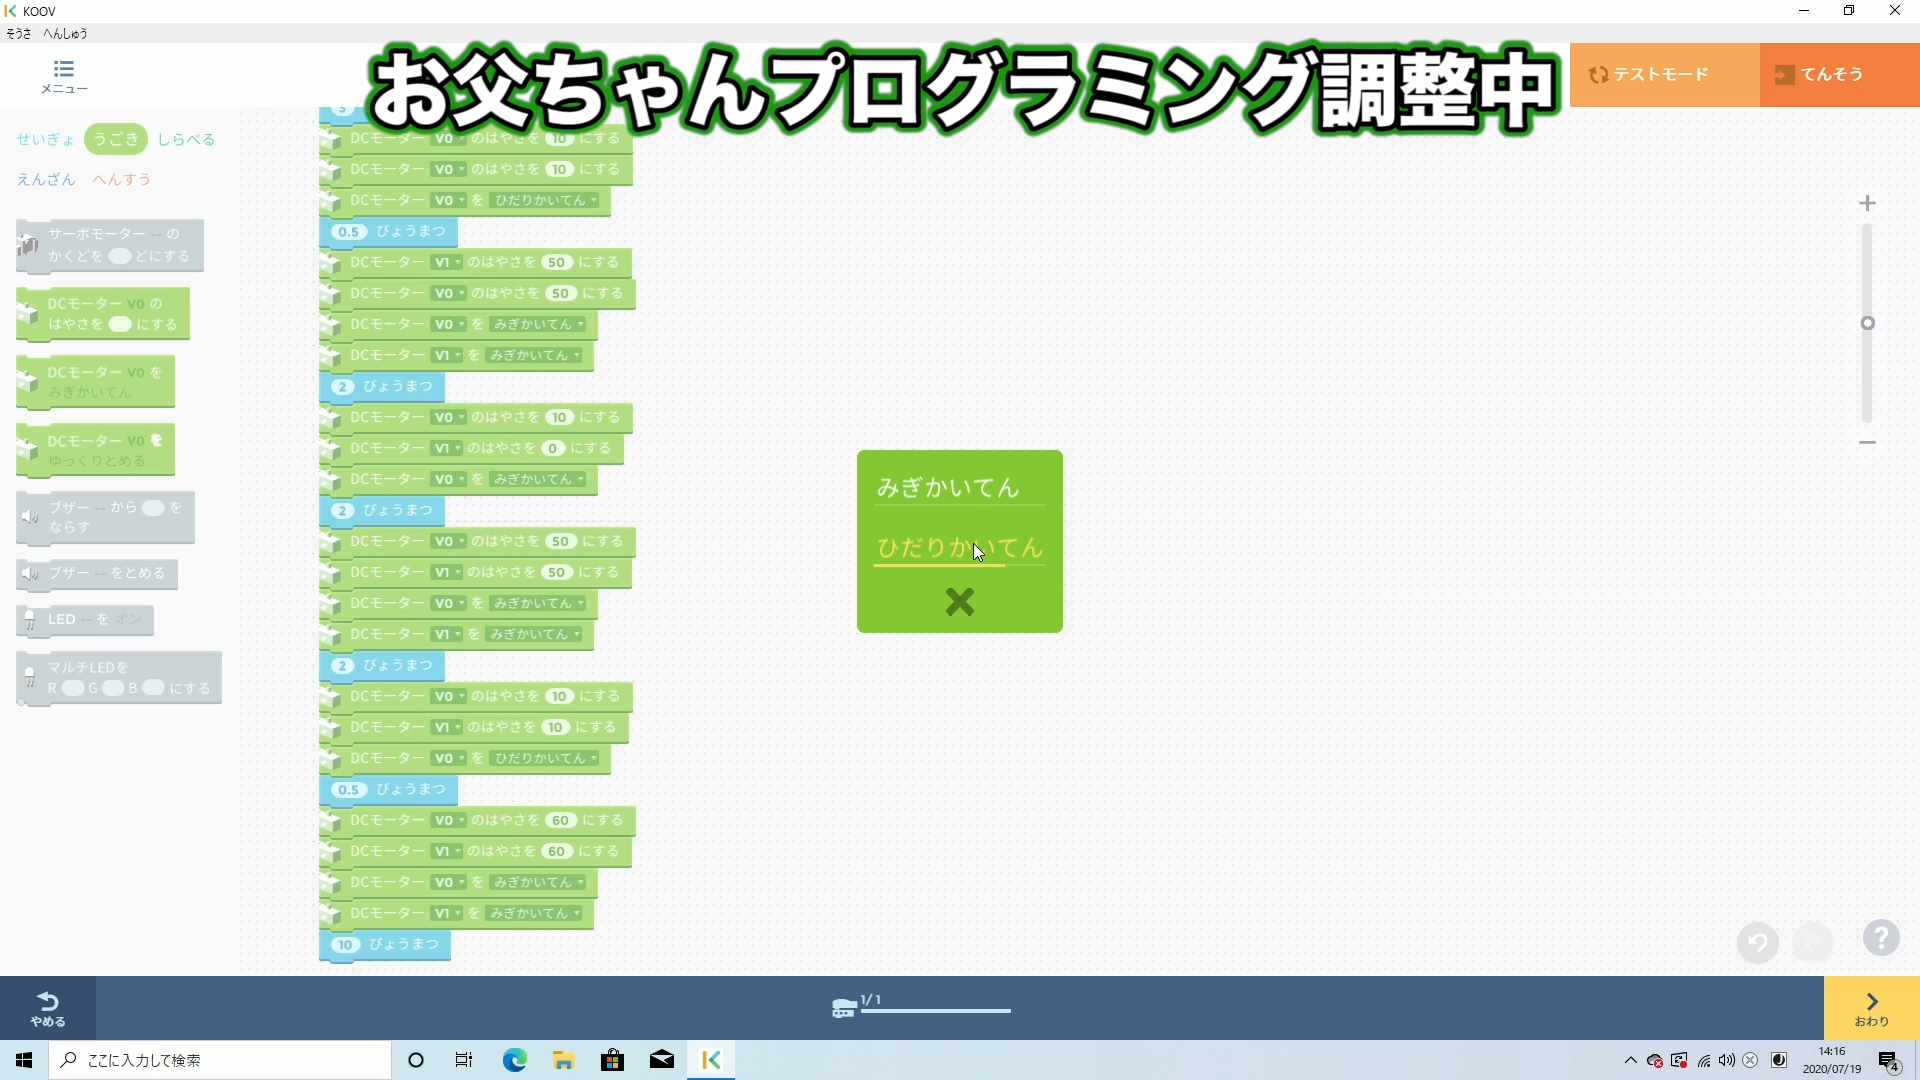 KOOV
そうさ へんしゅう
お父ちゃんプログラミング調整中
メニュー
テストモード
てんそう
せいぎょ うごき しらべる
えんざん へんすう
サーボモーター -- の
かくどを どにする
DCモーター V0 の
はやさを にする
DCモーター V0 を
みぎかいてん
DCモーター V0 を
ゆっくりとめる
ブザー -- から を
ならす
ブザー -- をとめる
LED -- を オン
マルチLEDを
R G B にする
3
DCモーター V0 のはやさを 10 にする
DCモーター V0 のはやさを 10 にする
DCモーター V0 を ひだりかいてん
0.5 びょうまつ
DCモーター V1 のはやさを 50 にする
DCモーター V0 のはやさを 50 にする
DCモーター V0 を みぎかいてん
DCモーター V1 を みぎかいてん
2 びょうまつ
DCモーター V0 のはやさを 10 にする
DCモーター V1 のはやさを 0 にする
DCモーター V0 を みぎかいてん
2 びょうまつ
DCモーター V0 のはやさを 50 にする
DCモーター V1 のはやさを 50 にする
DCモーター V0 を みぎかいてん
DCモーター V1 を みぎかいてん
2 びょうまつ
DCモーター V0 のはやさを 10 にする
DCモーター V1 のはやさを 10 にする
DCモーター V0 を ひだりかいてん
0.5 びょうまつ
DCモーター V0 のはやさを 60 にする
DCモーター V1 のはやさを 60 にする
DCモーター V0 を みぎかいてん
DCモーター V1 を みぎかいてん
10 びょうまつ
みぎかいてん
ひだりかいてん
やめる
1/1
おわり
ここに入力して検索
14:16
2020/07/19
4